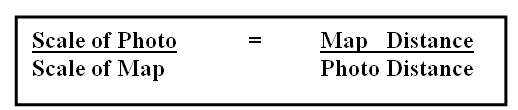 Scale of Photo = Map Distance
Scale of Map Photo Distance